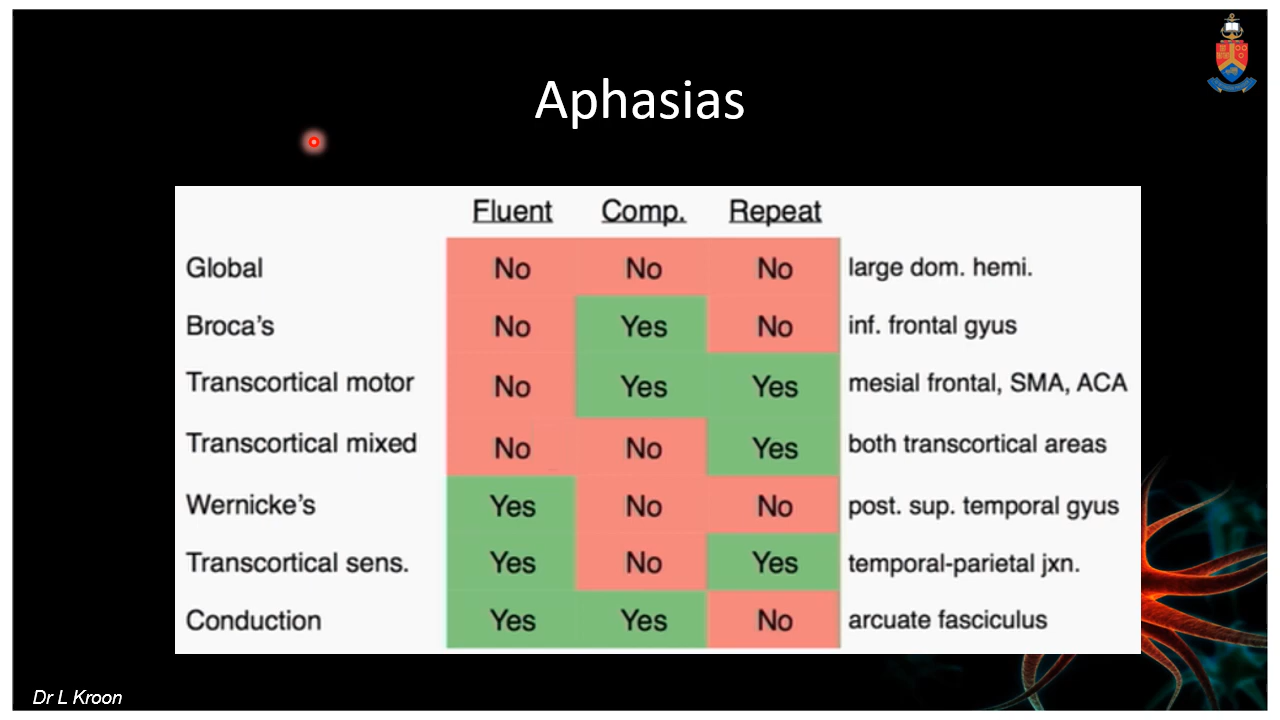 Aphasias
Fluent Comp. Repeat
Global No No No large dom. hemi.
Broca's No Yes No inf. frontal gyus
Transcortical motor No Yes Yes mesial frontal, SMA, ACA
Transcortical mixed No No Yes both transcortical areas
Wernicke's Yes No No post. sup. temporal gyus
Transcortical sens. Yes No Yes temporal-parietal jxn.
Conduction Yes Yes No arcuate fasciculus
Dr L Kroon